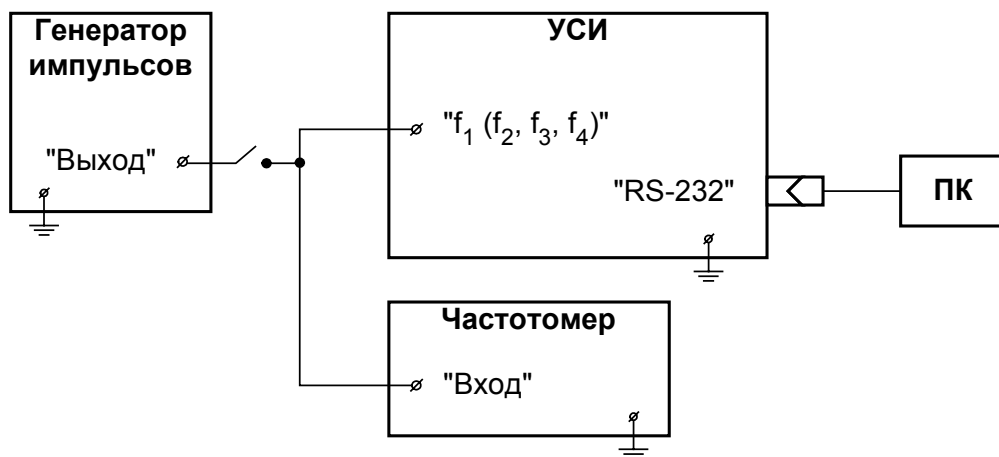 Генератор
импульсов
"Выход"
УСИ
"f₁ (f₂, f₃, f₄)"
"RS-232"
ПК
Частотомер
"Вход"